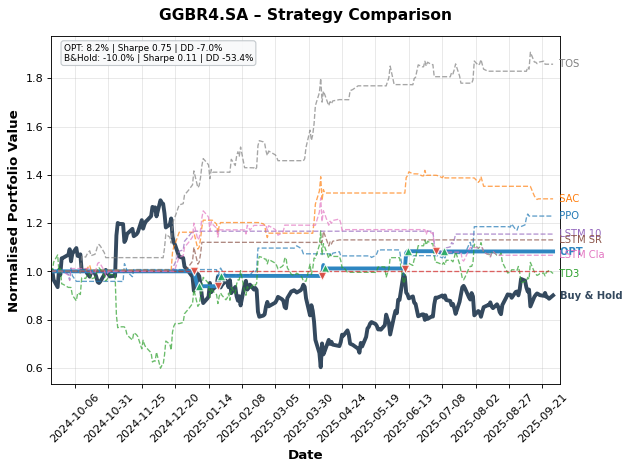 GGBR4.SA – Strategy Comparison
OPT: 8.2% | Sharpe 0.75 | DD -7.0%
B&Hold: -10.0% | Sharpe 0.11 | DD -53.4%
Normalised Portfolio Value
1.8
1.6
1.4
1.2
1.0
0.8
0.6
TOS
SAC
PPO
LSTM 10
LSTM SR
OPT
LSTM Cla
TD3
Buy & Hold
2024-10-06
2024-10-31
2024-11-25
2024-12-20
2025-01-14
2025-02-08
2025-03-05
2025-03-30
2025-04-24
2025-05-19
2025-06-13
2025-07-08
2025-08-02
2025-08-27
2025-09-21
Date